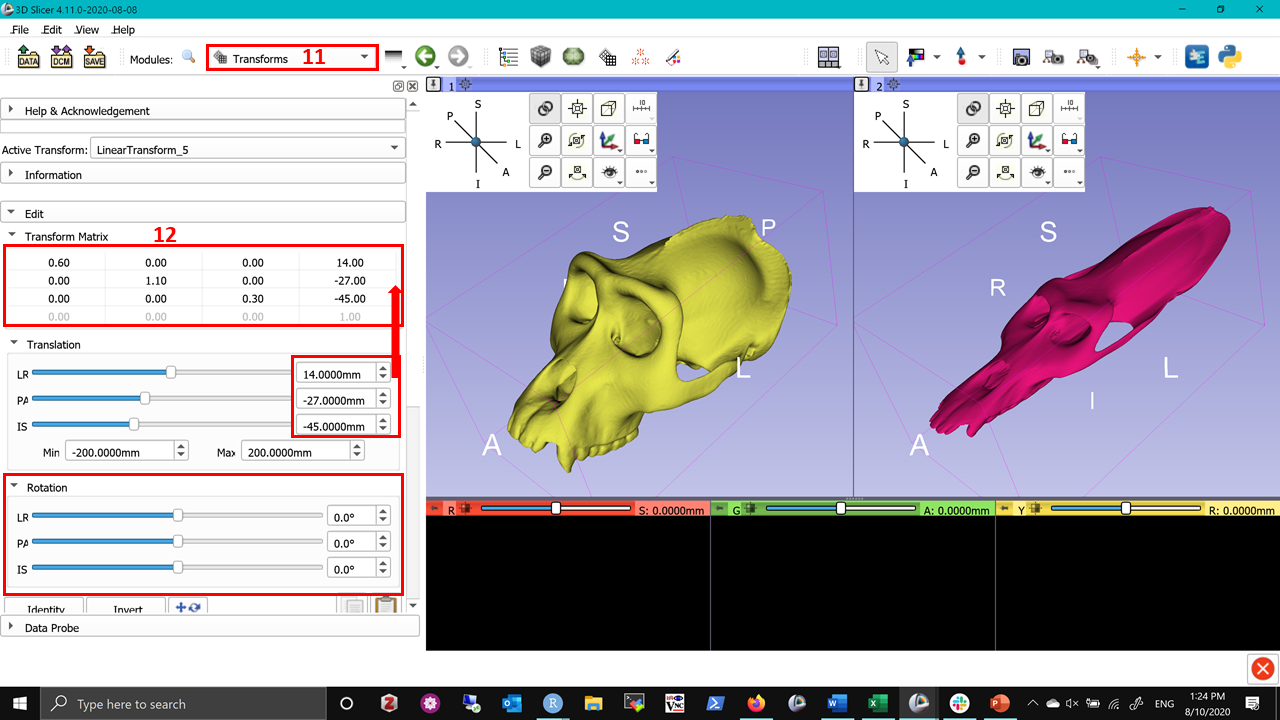 3D Slicer 4.11.0-2020-08-08
File Edit View Help
DATA DCM SAVE Modules: Transforms 11
1 2
S P R L A I
S P R L A I
10 10
Help & Acknowledgement
Active Transform: LinearTransform_5
Information
Edit
Transform Matrix 12
0.60 0.00 0.00 14.00
0.00 1.10 0.00 -27.00
0.00 0.00 0.30 -45.00
0.00 0.00 0.00 1.00
Translation
LR 14.0000mm
PA -27.0000mm
IS -45.0000mm
Min -200.0000mm Max 200.0000mm
Rotation
LR 0.0°
PA 0.0°
IS 0.0°
Identity Invert
Data Probe
S P L A
S R L I A
R S: 0.0000mm G A: 0.0000mm Y R: 0.0000mm
Type here to search
ENG
1:24 PM
8/10/2020